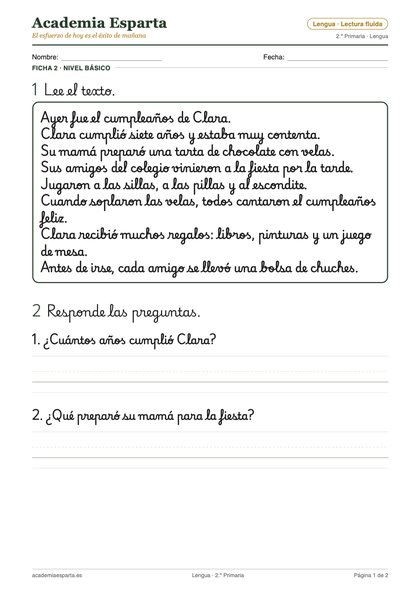 Academia Esparta
El esfuerzo de hoy es el éxito de mañana
Lengua · Lectura fluida
2.º Primaria · Lengua
Nombre:
Fecha:
FICHA 2 · NIVEL BÁSICO
1 Lee el texto.
Ayer fue el cumpleaños de Clara.
Clara cumplió siete años y estaba muy contenta.
Su mamá preparó una tarta de chocolate con velas.
Sus amigos del colegio vinieron a la fiesta por la tarde.
Jugaron a las sillas, a las pillas y al escondite.
Cuando soplaron las velas, todos cantaron el cumpleaños
feliz.
Clara recibió muchos regalos: libros, pinturas y un juego
de mesa.
Antes de irse, cada amigo se llevó una bolsa de chuches.
2 Responde las preguntas.
1. ¿Cuántos años cumplió Clara?
2. ¿Qué preparó su mamá para la fiesta?
academiaesparta.es
Lengua · 2.º Primaria
Página 1 de 2